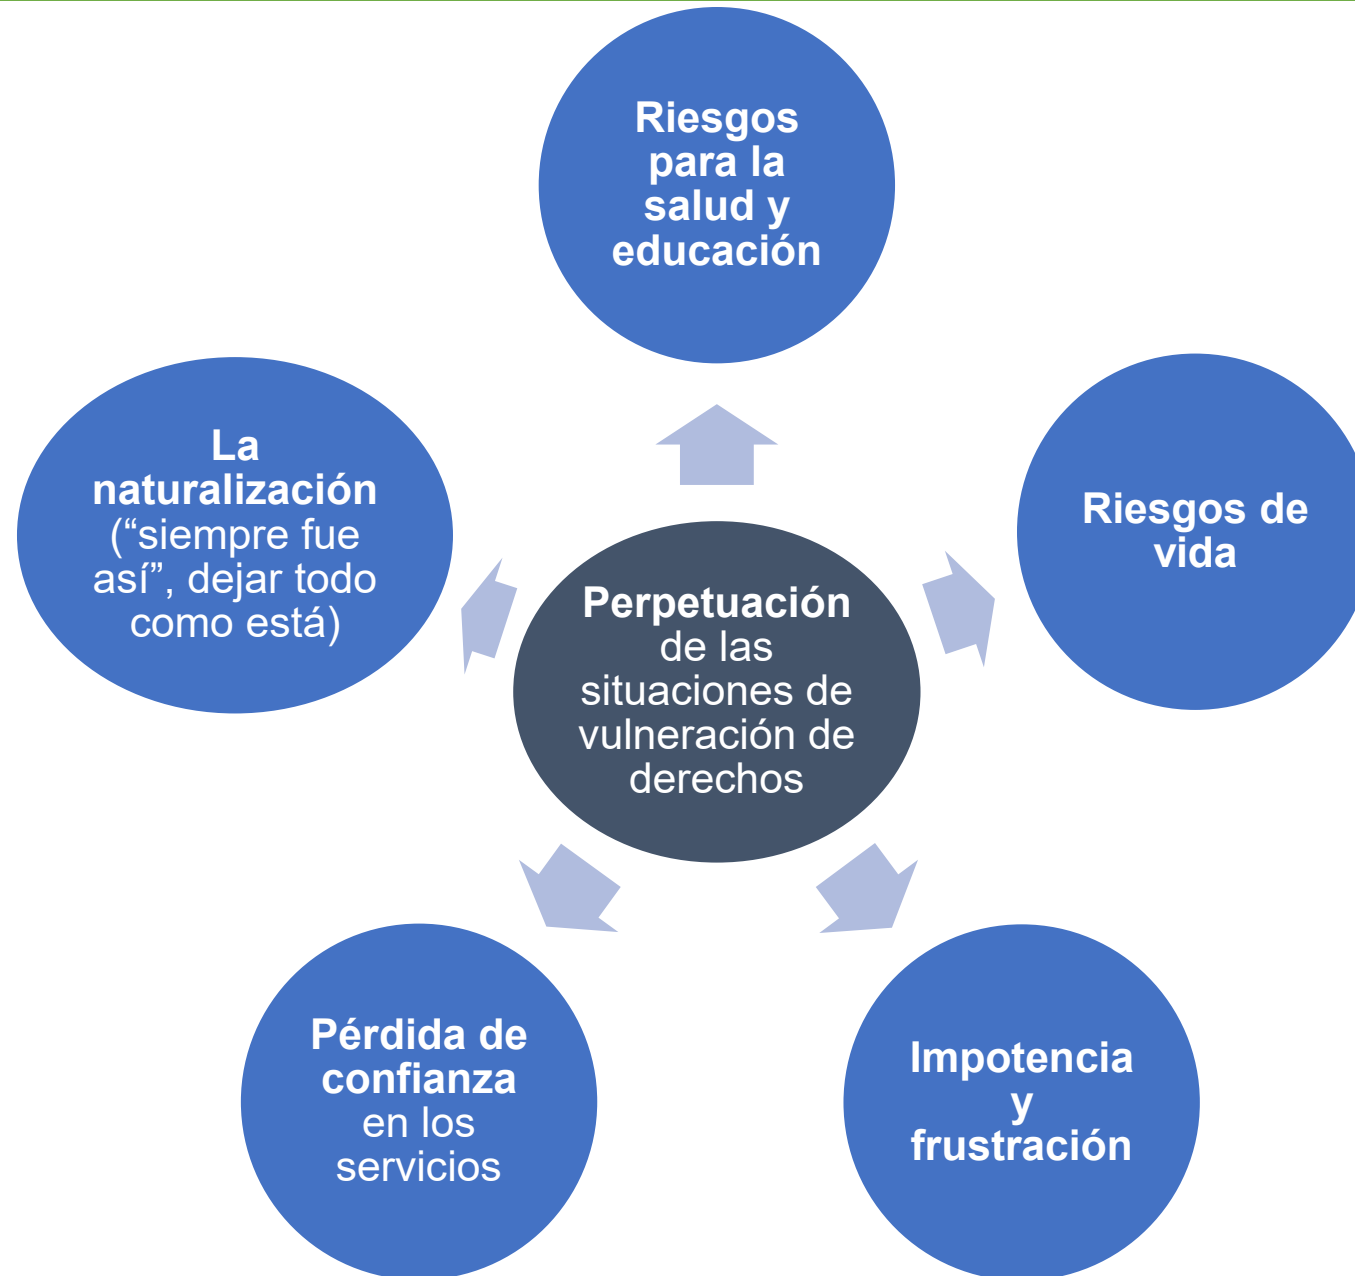 Riesgos
para la
salud y
educación
La
naturalización
(“siempre fue
así”, dejar todo
como está)
Riesgos de
vida
Perpetuación
de las
situaciones de
vulneración de
derechos
Pérdida de
confianza
en los
servicios
Impotencia
y
frustración